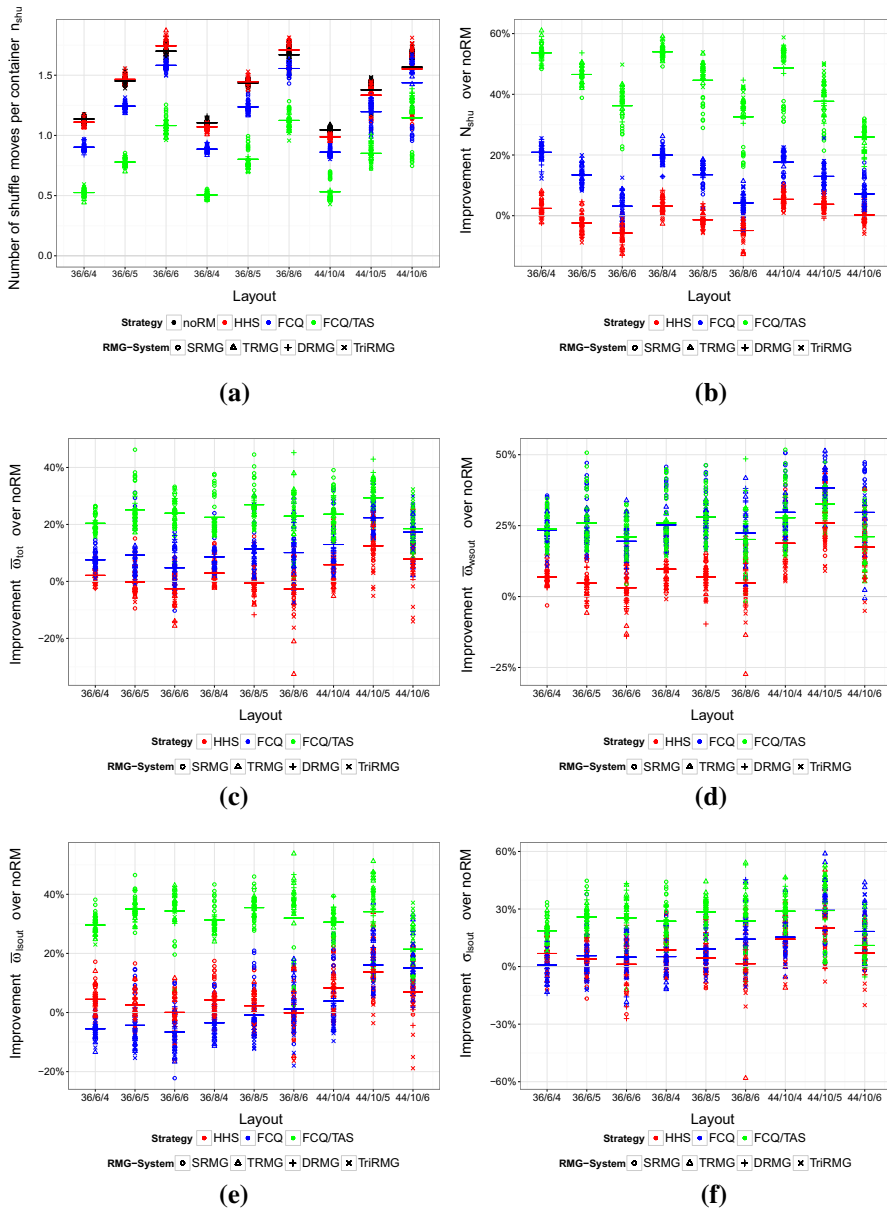 Number of shuffle moves per container n_shu
1.5
1.0
0.5
0.0
36/6/4 36/6/5 36/6/6 36/8/4 36/8/5 36/8/6 44/10/4 44/10/5 44/10/6
Layout
Strategy noRM HHS FCQ FCQ/TAS
RMG-System SRMG TRMG DRMG TriRMG
(a)
Improvement N_shu over noRM
60%
40%
20%
0%
36/6/4 36/6/5 36/6/6 36/8/4 36/8/5 36/8/6 44/10/4 44/10/5 44/10/6
Layout
Strategy HHS FCQ FCQ/TAS
RMG-System SRMG TRMG DRMG TriRMG
(b)
Improvement ω̅_tot over noRM
40%
20%
0%
−20%
36/6/4 36/6/5 36/6/6 36/8/4 36/8/5 36/8/6 44/10/4 44/10/5 44/10/6
Layout
Strategy HHS FCQ FCQ/TAS
RMG-System SRMG TRMG DRMG TriRMG
(c)
Improvement ω̅_wsout over noRM
50%
25%
0%
−25%
36/6/4 36/6/5 36/6/6 36/8/4 36/8/5 36/8/6 44/10/4 44/10/5 44/10/6
Layout
Strategy HHS FCQ FCQ/TAS
RMG-System SRMG TRMG DRMG TriRMG
(d)
Improvement ω̅_lsout over noRM
60%
40%
20%
0%
−20%
36/6/4 36/6/5 36/6/6 36/8/4 36/8/5 36/8/6 44/10/4 44/10/5 44/10/6
Layout
Strategy HHS FCQ FCQ/TAS
RMG-System SRMG TRMG DRMG TriRMG
(e)
Improvement σ_lsout over noRM
60%
30%
0%
−30%
−60%
36/6/4 36/6/5 36/6/6 36/8/4 36/8/5 36/8/6 44/10/4 44/10/5 44/10/6
Layout
Strategy HHS FCQ FCQ/TAS
RMG-System SRMG TRMG DRMG TriRMG
(f)